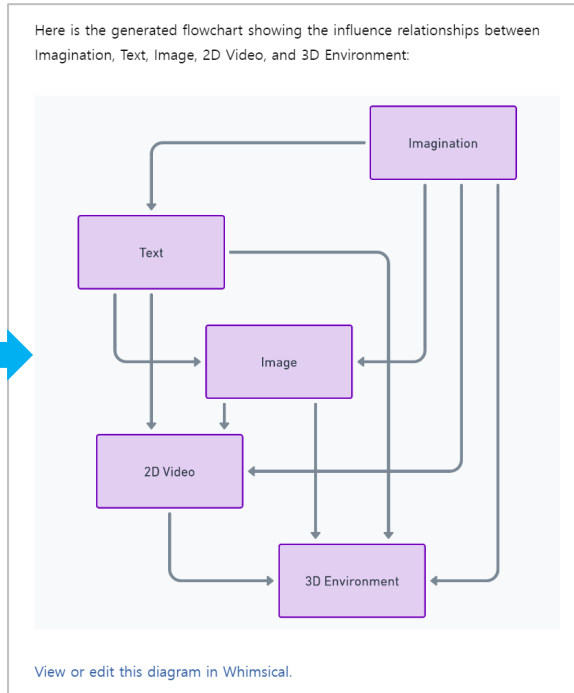 Here is the generated flowchart showing the influence relationships between
Imagination, Text, Image, 2D Video, and 3D Environment:
Imagination
Text
Image
2D Video
3D Environment
View or edit this diagram in Whimsical.